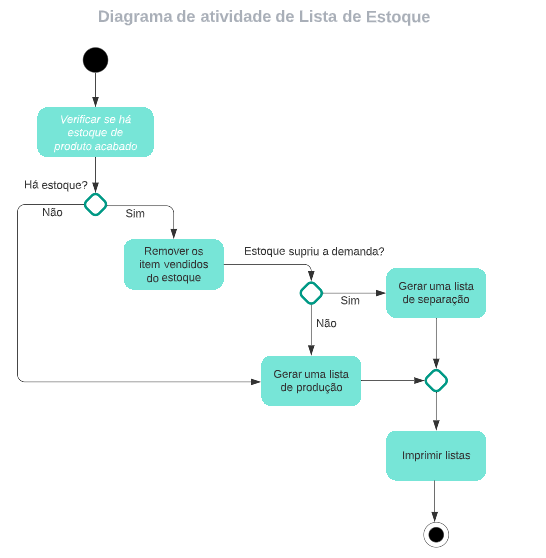 Diagrama de atividade de Lista de Estoque
Verificar se há
estoque de
produto acabado
Há estoque?
Não
Sim
Remover os
item vendidos
do estoque
Estoque supriu a demanda?
Sim
Gerar uma lista
de separação
Não
Gerar uma lista
de produção
Imprimir listas